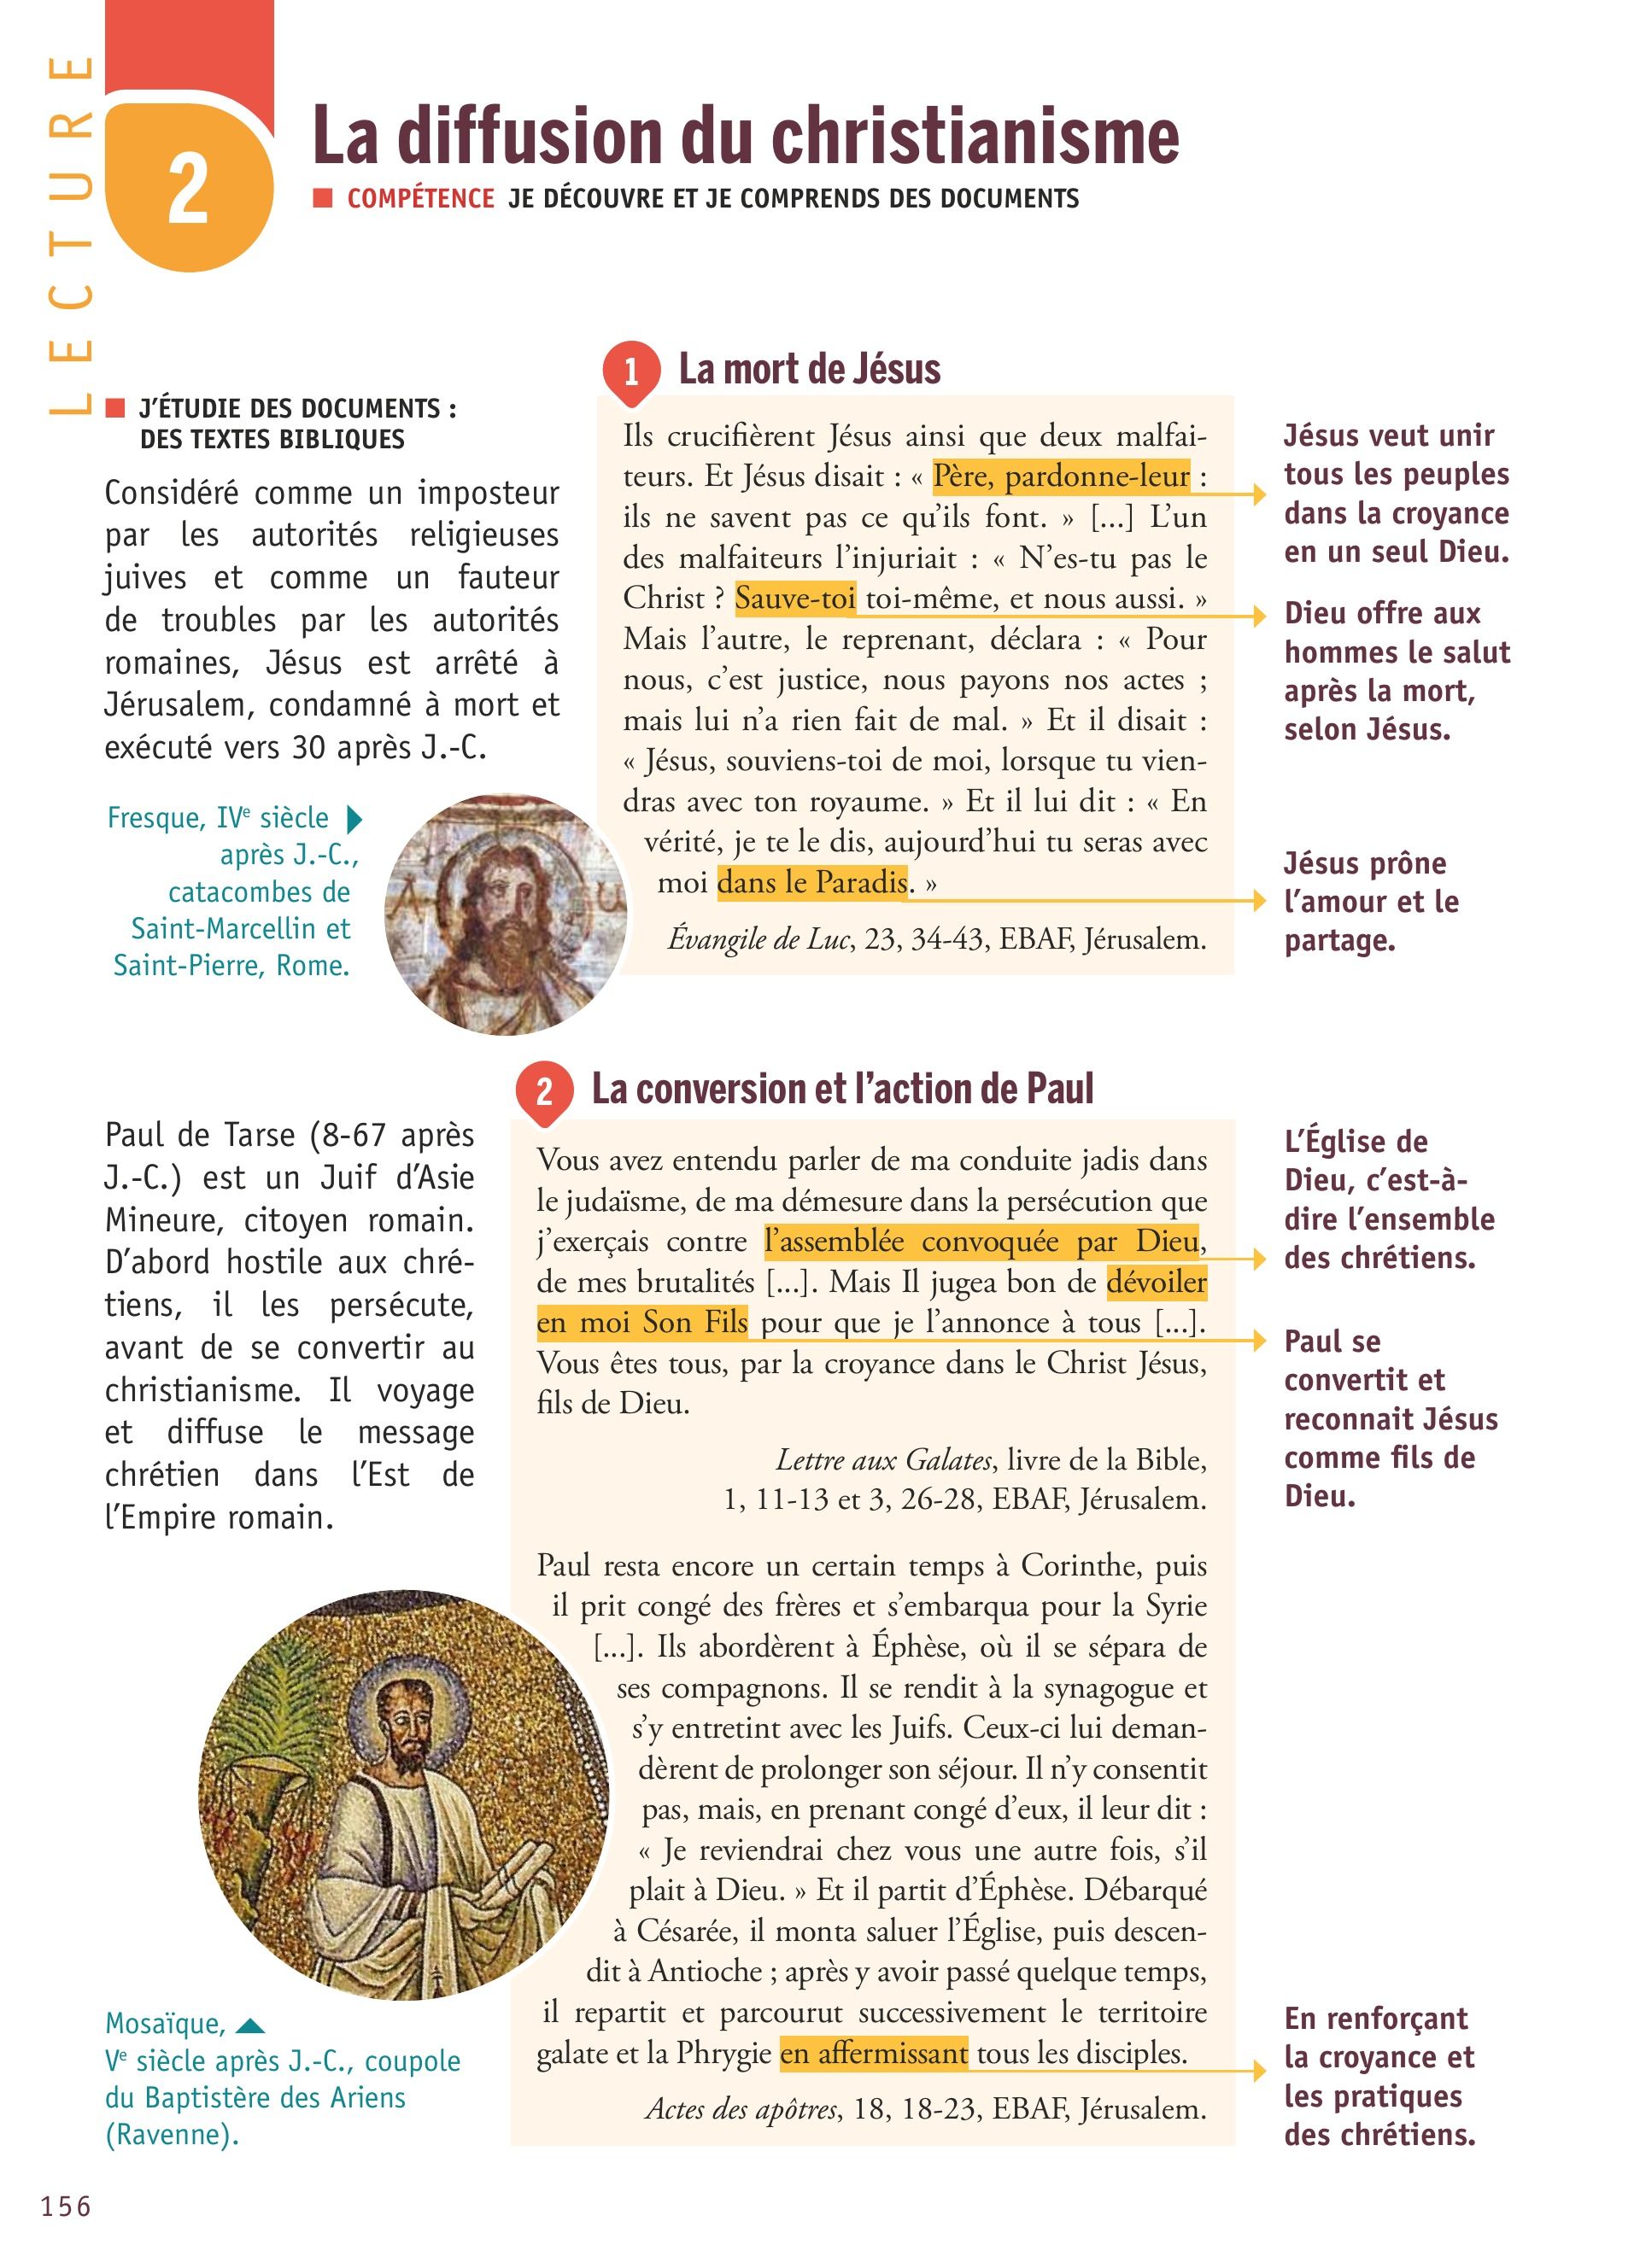 LECTURE
2
La diffusion du christianisme
COMPÉTENCE JE DÉCOUVRE ET JE COMPRENDS DES DOCUMENTS
J’ÉTUDIE DES DOCUMENTS :
DES TEXTES BIBLIQUES
Considéré comme un imposteur
par les autorités religieuses
juives et comme un fauteur
de troubles par les autorités
romaines, Jésus est arrêté à
Jérusalem, condamné à mort et
exécuté vers 30 après J.-C.
Fresque, IVe siècle
après J.-C.,
catacombes de
Saint-Marcellin et
Saint-Pierre, Rome.
1 La mort de Jésus
Ils crucifièrent Jésus ainsi que deux malfai-
teurs. Et Jésus disait : « Père, pardonne-leur :
ils ne savent pas ce qu’ils font. » [...] L’un
des malfaiteurs l’injuriait : « N’es-tu pas le
Christ ? Sauve-toi toi-même, et nous aussi. »
Mais l’autre, le reprenant, déclara : « Pour
nous, c’est justice, nous payons nos actes ;
mais lui n’a rien fait de mal. » Et il disait :
« Jésus, souviens-toi de moi, lorsque tu vien-
dras avec ton royaume. » Et il lui dit : « En
vérité, je te le dis, aujourd’hui tu seras avec
moi dans le Paradis. »
Évangile de Luc, 23, 34-43, EBAF, Jérusalem.
Jésus veut unir
tous les peuples
dans la croyance
en un seul Dieu.
Dieu offre aux
hommes le salut
après la mort,
selon Jésus.
Jésus prône
l’amour et le
partage.
Paul de Tarse (8-67 après
J.-C.) est un Juif d’Asie
Mineure, citoyen romain.
D’abord hostile aux chré-
tiens, il les persécute,
avant de se convertir au
christianisme. Il voyage
et diffuse le message
chrétien dans l’Est de
l’Empire romain.
Mosaïque,
Ve siècle après J.-C., coupole
du Baptistère des Ariens
(Ravenne).
2 La conversion et l’action de Paul
Vous avez entendu parler de ma conduite jadis dans
le judaïsme, de ma démesure dans la persécution que
j’exerçais contre l’assemblée convoquée par Dieu,
de mes brutalités [...]. Mais Il jugea bon de dévoiler
en moi Son Fils pour que je l’annonce à tous [...].
Vous êtes tous, par la croyance dans le Christ Jésus,
fils de Dieu.
Lettre aux Galates, livre de la Bible,
1, 11-13 et 3, 26-28, EBAF, Jérusalem.
Paul resta encore un certain temps à Corinthe, puis
il prit congé des frères et s’embarqua pour la Syrie
[...]. Ils abordèrent à Éphèse, où il se sépara de
ses compagnons. Il se rendit à la synagogue et
s’y entretint avec les Juifs. Ceux-ci lui deman-
dèrent de prolonger son séjour. Il n’y consentit
pas, mais, en prenant congé d’eux, il leur dit :
« Je reviendrai chez vous une autre fois, s’il
plait à Dieu. » Et il partit d’Éphèse. Débarqué
à Césarée, il monta saluer l’Église, puis descen-
dit à Antioche ; après y avoir passé quelque temps,
il repartit et parcourut successivement le territoire
galate et la Phrygie en affermissant tous les disciples.
Actes des apôtres, 18, 18-23, EBAF, Jérusalem.
L’Église de
Dieu, c’est-à-
dire l’ensemble
des chrétiens.
Paul se
convertit et
reconnait Jésus
comme fils de
Dieu.
En renforçant
la croyance et
les pratiques
des chrétiens.
156